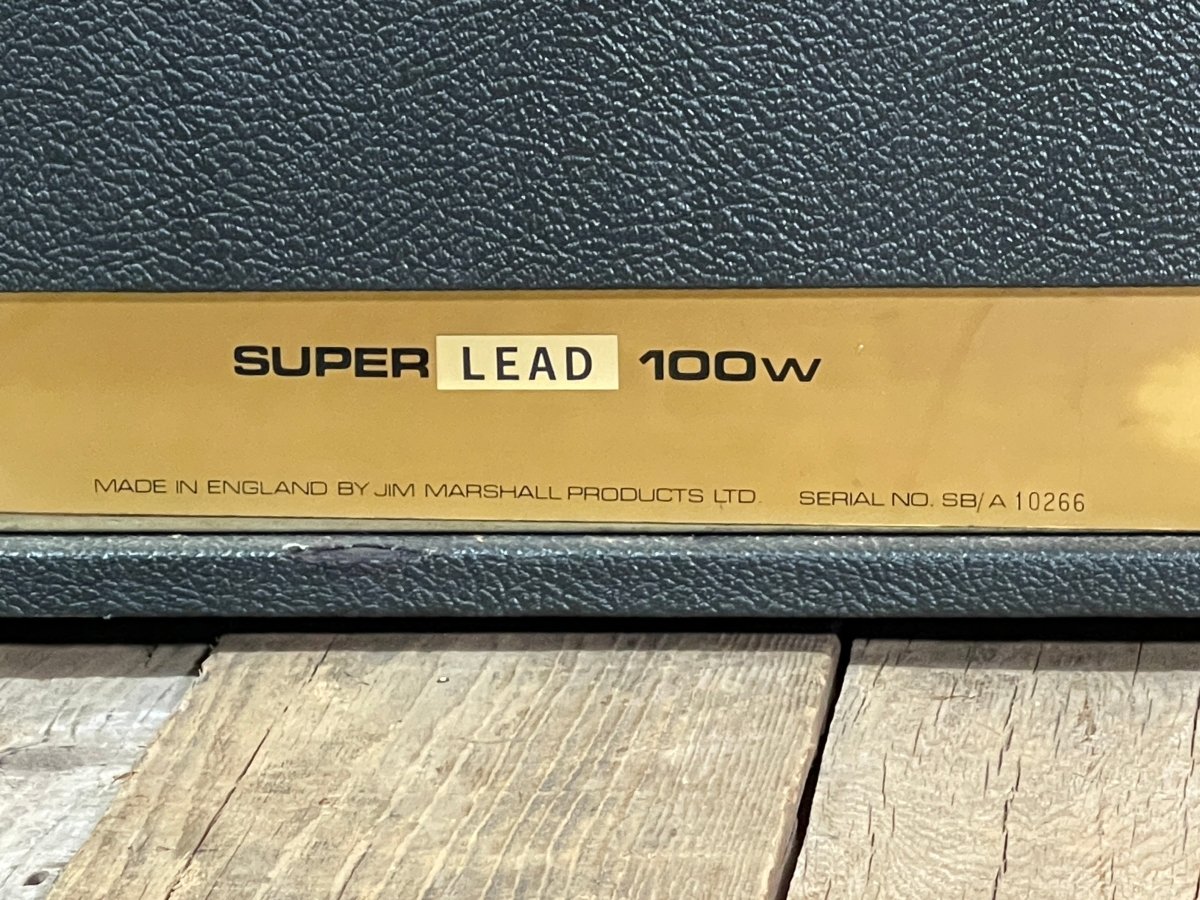 SUPER LEAD 100W
MADE IN ENGLAND BY JIM MARSHALL PRODUCTS LTD. SERIAL NO. SB/A 10266